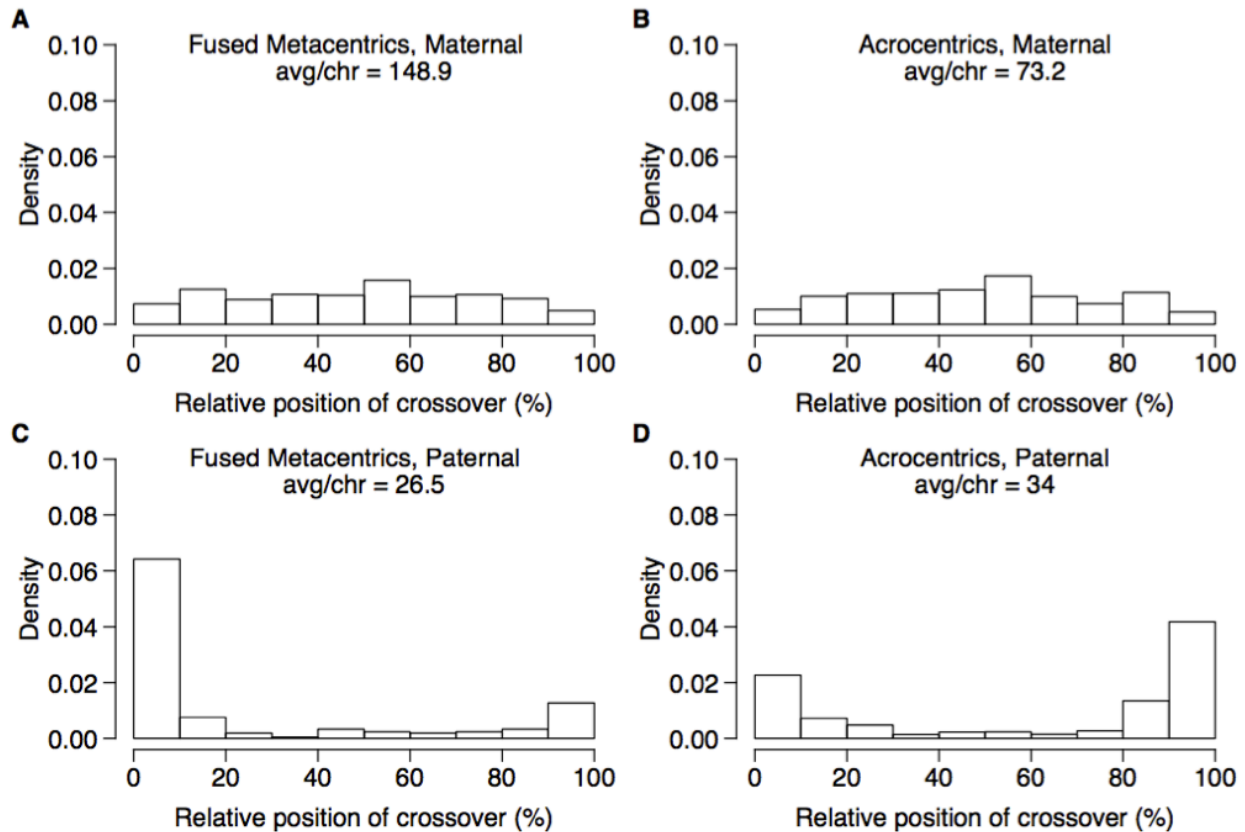 A
Fused Metacentrics, Maternal
avg/chr = 148.9
Density
0.10
0.08
0.06
0.04
0.02
0.00
0 20 40 60 80 100
Relative position of crossover (%)
B
Acrocentrics, Maternal
avg/chr = 73.2
Density
0.10
0.08
0.06
0.04
0.02
0.00
0 20 40 60 80 100
Relative position of crossover (%)
C
Fused Metacentrics, Paternal
avg/chr = 26.5
Density
0.10
0.08
0.06
0.04
0.02
0.00
0 20 40 60 80 100
Relative position of crossover (%)
D
Acrocentrics, Paternal
avg/chr = 34
Density
0.10
0.08
0.06
0.04
0.02
0.00
0 20 40 60 80 100
Relative position of crossover (%)